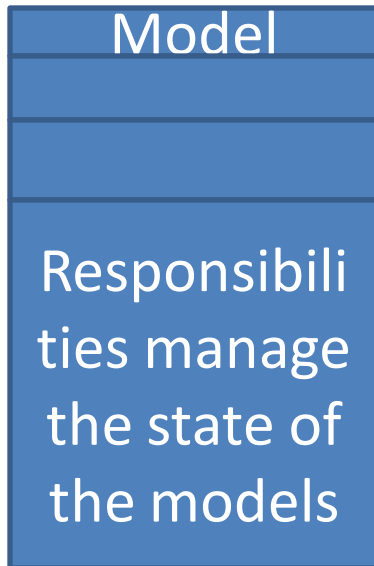 Model
Responsibili
ties manage
the state of
the models